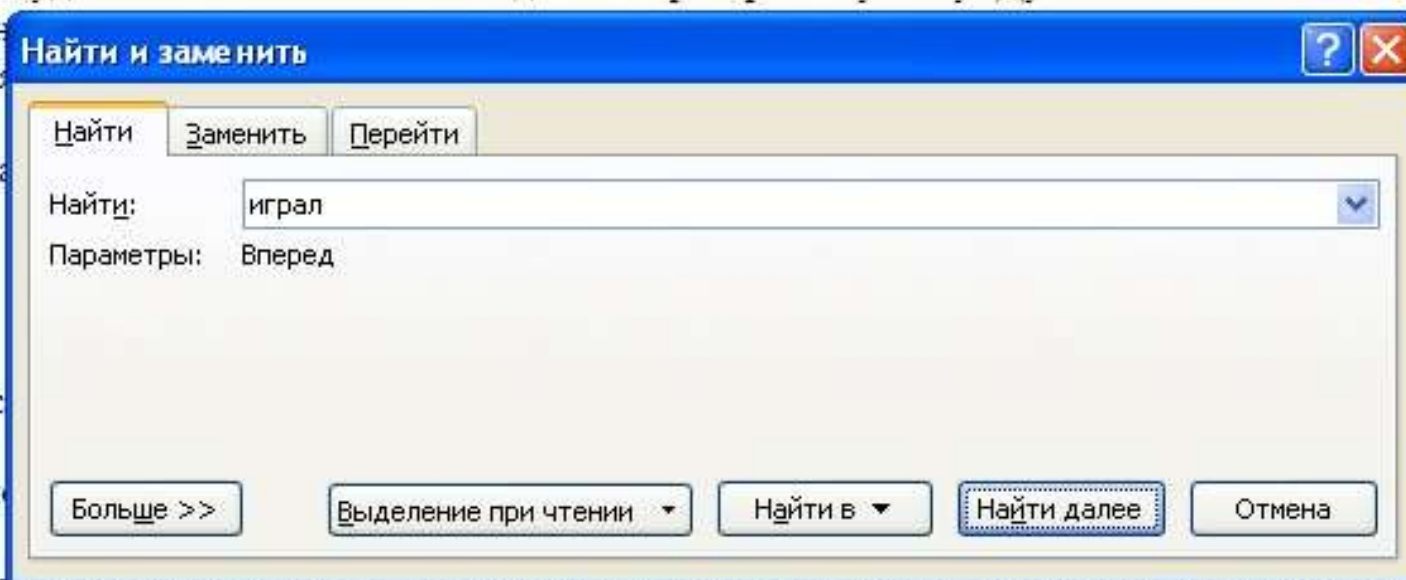 Найти и заменить
Найти Заменить Перейти
Найти: играл
Параметры: Вперед
Больше >> Выделение при чтении Найти в Найти далее Отмена